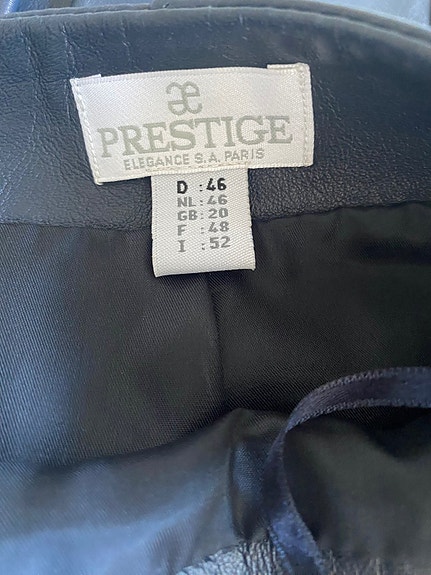 æ
PRESTIGE
ELEGANCE S.A. PARIS
D : 46
NL : 46
GB : 20
F : 48
I : 52